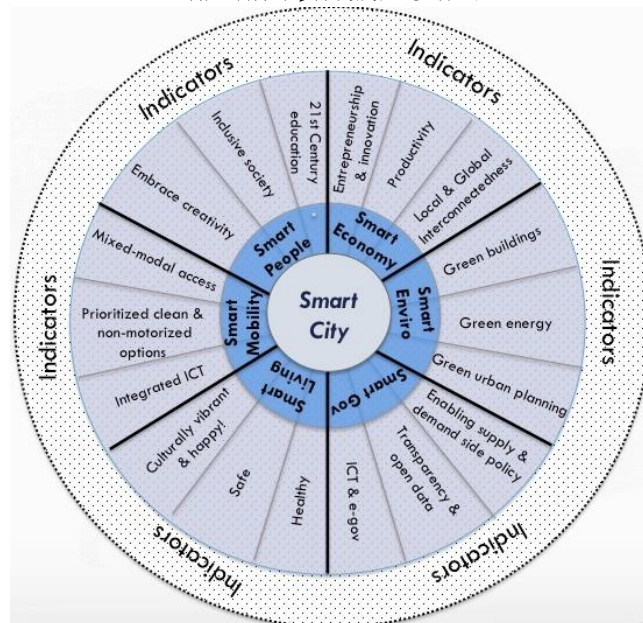 Indicators
Indicators
Indicators
Indicators
Indicators
Indicators
Smart
City
Smart
People
Embrace creativity
Inclusive society
21st Century
education
Smart
Economy
Entrepreneurship
& innovation
Productivity
Local & Global
Interconnectedness
Smart
Enviro
Green buildings
Green energy
Green urban planning
Smart Gov
Enabling supply &
demand side policy
Transparency &
open data
ICT & e-gov
Smart
Living
Healthy
Safe
Culturally vibrant
& happy!
Smart
Mobility
Integrated ICT
Prioritized clean &
non-motorized
options
Mixed-modal access